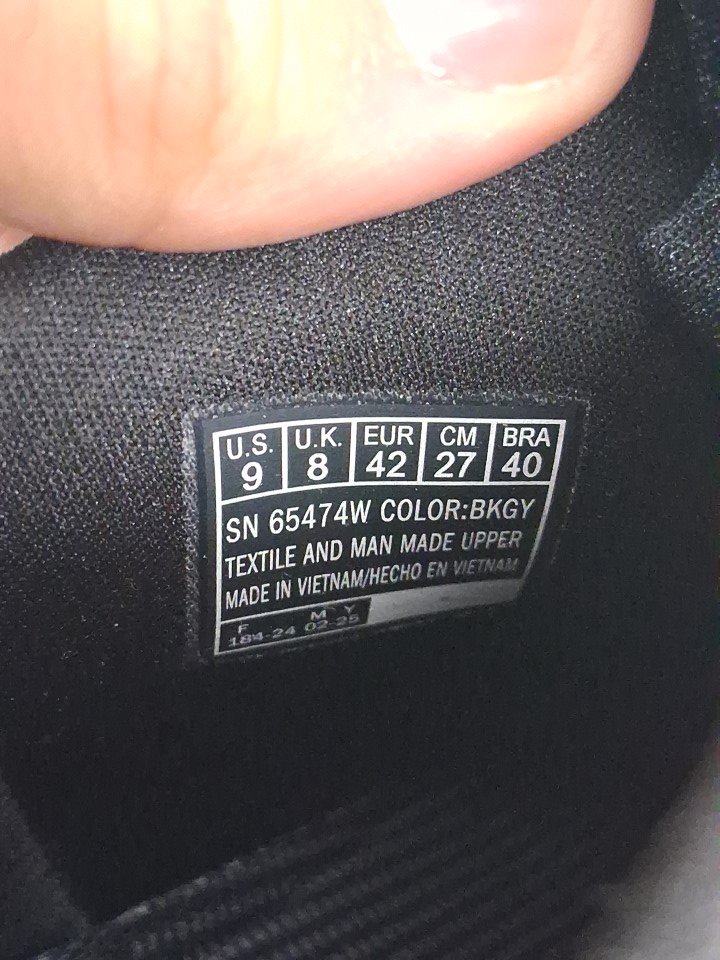 U.S. U.K. EUR CM BRA
9 8 42 27 40
SN 65474W COLOR:BKGY
TEXTILE AND MAN MADE UPPER
MADE IN VIETNAM/HECHO EN VIETNAM
F M Y
184-24 02-25